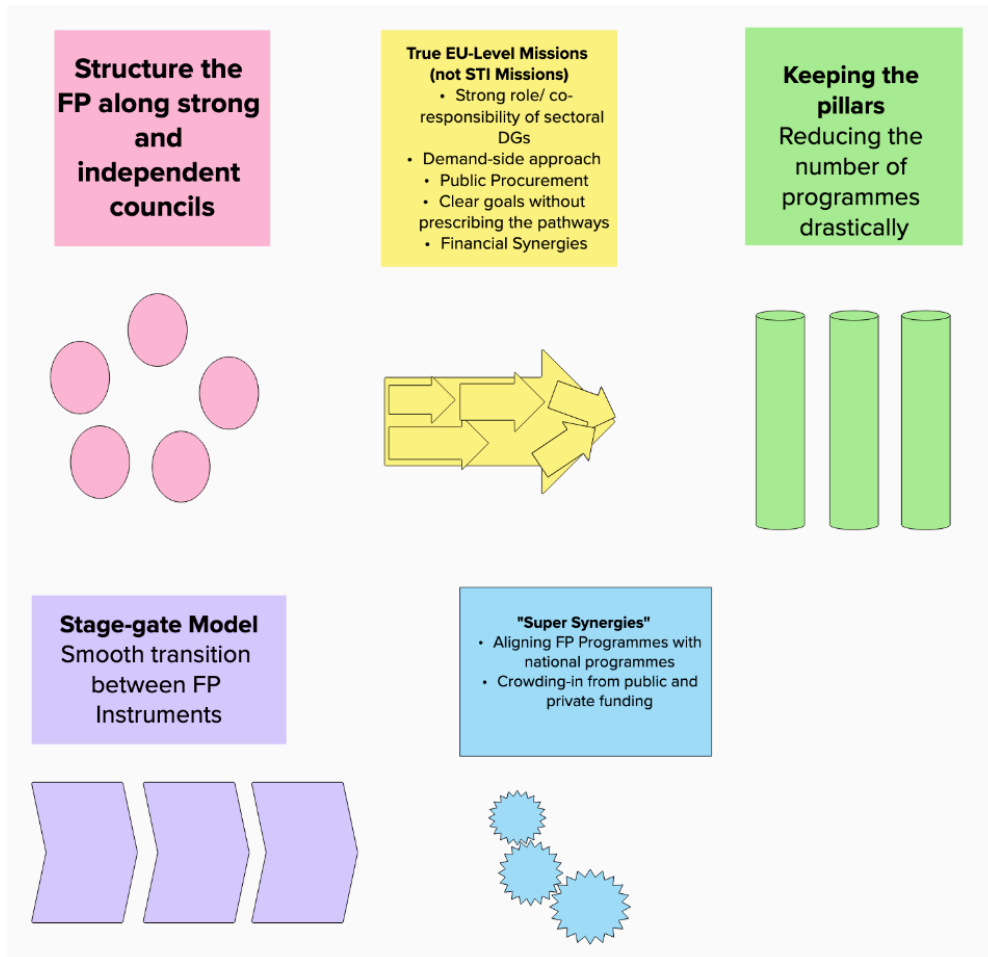 Structure the
FP along strong
and
independent
councils
True EU-Level Missions
(not STI Missions)
• Strong role/ co-
responsibility of sectoral
DGs
• Demand-side approach
• Public Procurement
• Clear goals without
prescribing the pathways
• Financial Synergies
Keeping the
pillars
Reducing the
number of
programmes
drastically
Stage-gate Model
Smooth transition
between FP
Instruments
"Super Synergies"
• Aligning FP Programmes with
national programmes
• Crowding-in from public and
private funding